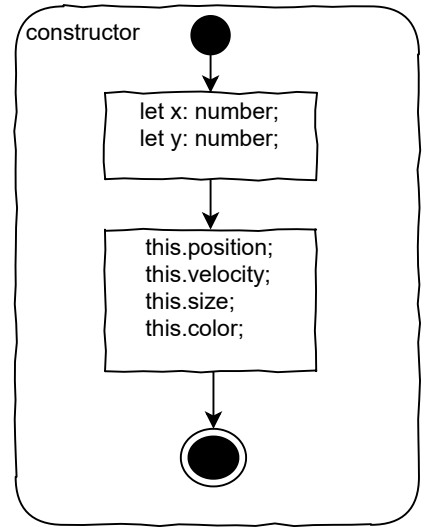 constructor
let x: number;
let y: number;
this.position;
this.velocity;
this.size;
this.color;